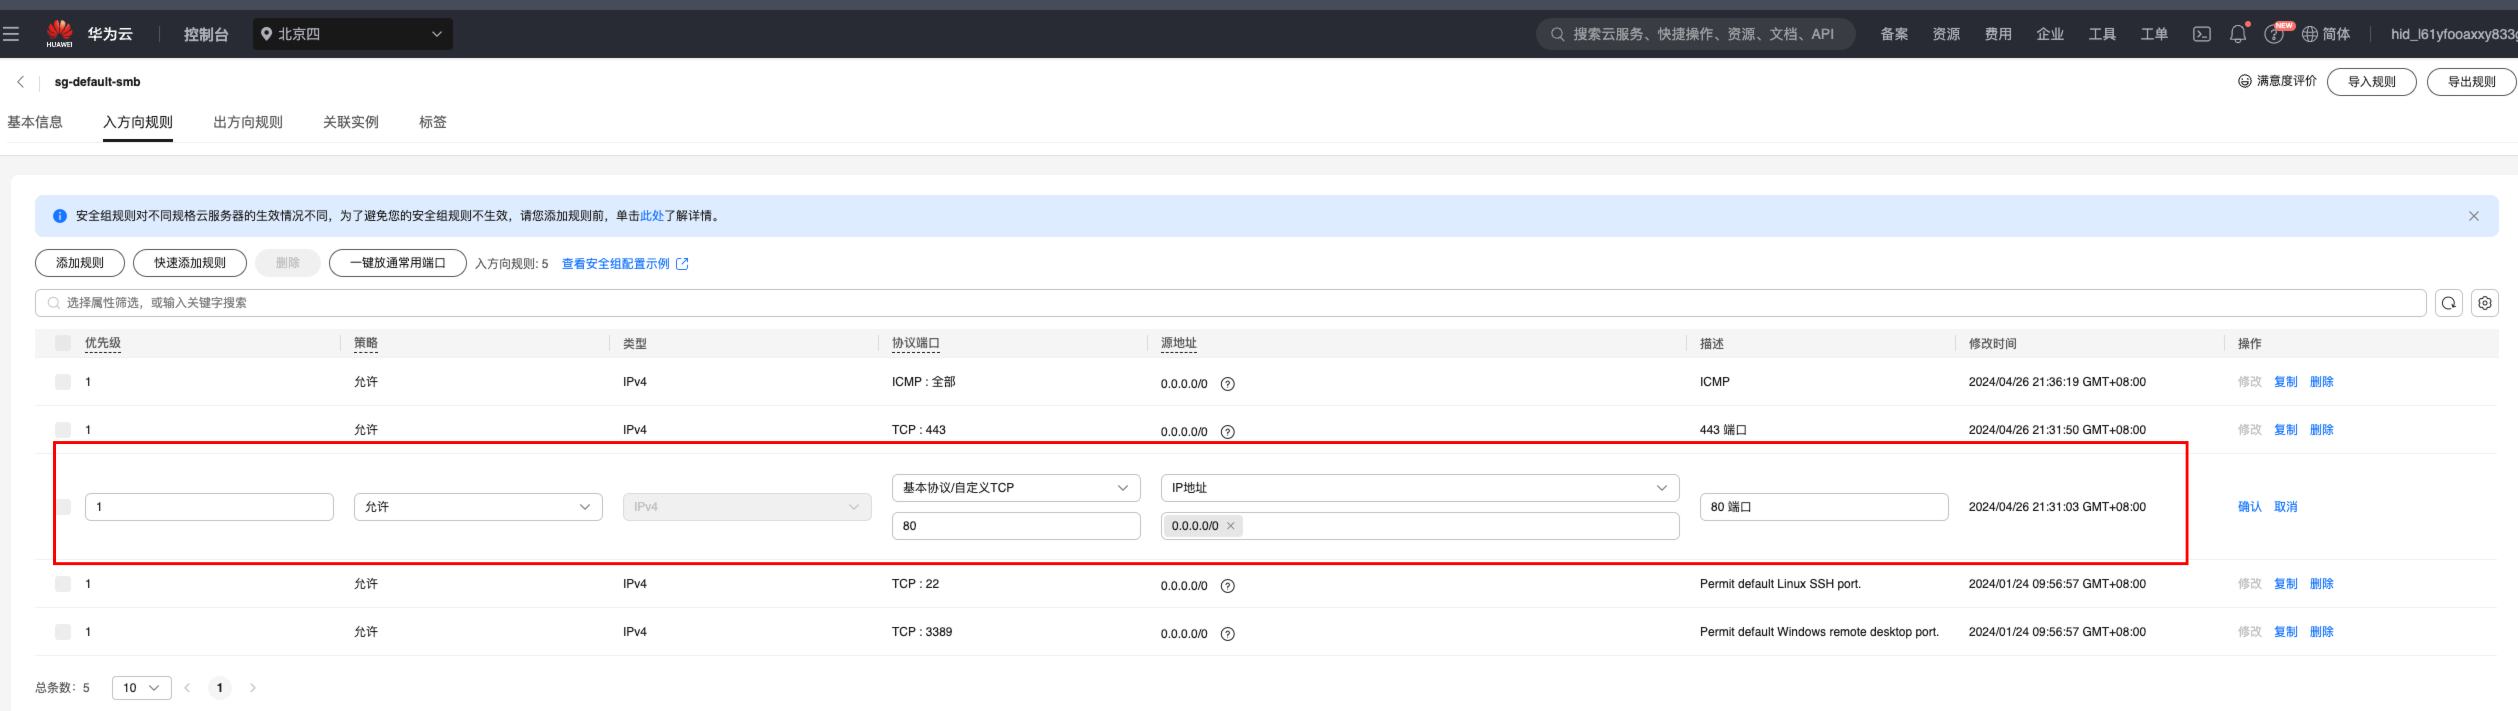 HUAWEI 华为云 控制台 北京四 搜索云服务、快捷操作、资源、文档、API 备案 资源 费用 企业 工具 工单 NEW 简体 hid_l61yfooaxxy833
sg-default-smb 满意度评价 导入规则 导出规则
基本信息 入方向规则 出方向规则 关联实例 标签
安全组规则对不同规格云服务器的生效情况不同，为了避免您的安全组规则不生效，请您添加规则前，单击此处了解详情。
添加规则 快速添加规则 删除 一键放通常用端口 入方向规则: 5 查看安全组配置示例
选择属性筛选，或输入关键字搜索
优先级 策略 类型 协议端口 源地址 描述 修改时间 操作
1 允许 IPv4 ICMP : 全部 0.0.0.0/0 ICMP 2024/04/26 21:36:19 GMT+08:00 修改 复制 删除
1 允许 IPv4 TCP : 443 0.0.0.0/0 443 端口 2024/04/26 21:31:50 GMT+08:00 修改 复制 删除
基本协议/自定义TCP IP地址
1 允许 IPv4 80 端口 2024/04/26 21:31:03 GMT+08:00 确认 取消
80 0.0.0.0/0
1 允许 IPv4 TCP : 22 0.0.0.0/0 Permit default Linux SSH port. 2024/01/24 09:56:57 GMT+08:00 修改 复制 删除
1 允许 IPv4 TCP : 3389 0.0.0.0/0 Permit default Windows remote desktop port. 2024/01/24 09:56:57 GMT+08:00 修改 复制 删除
总条数: 5 10 1